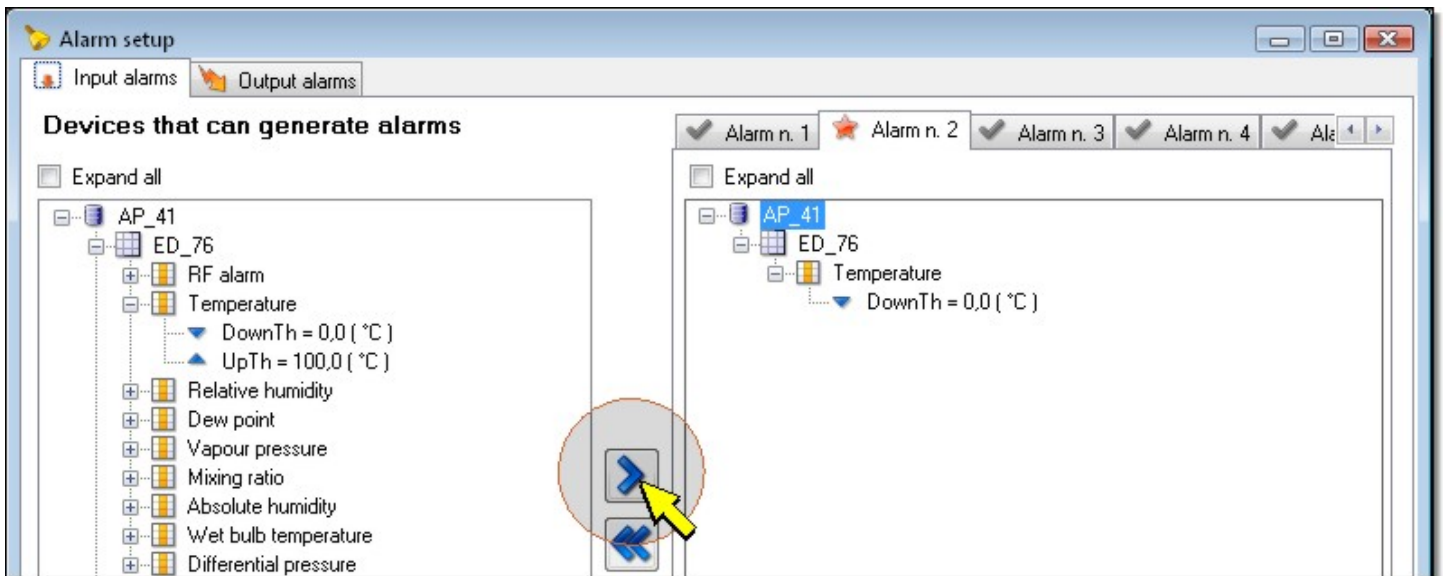 Alarm setup
Input alarms Output alarms
Devices that can generate alarms
Expand all
AP_41
ED_76
RF alarm
Temperature
DownTh = 0,0 ( °C )
UpTh = 100,0 ( °C )
Relative humidity
Dew point
Vapour pressure
Mixing ratio
Absolute humidity
Wet bulb temperature
Differential pressure
Alarm n. 1 Alarm n. 2 Alarm n. 3 Alarm n. 4
Expand all
AP_41
ED_76
Temperature
DownTh = 0,0 ( °C )